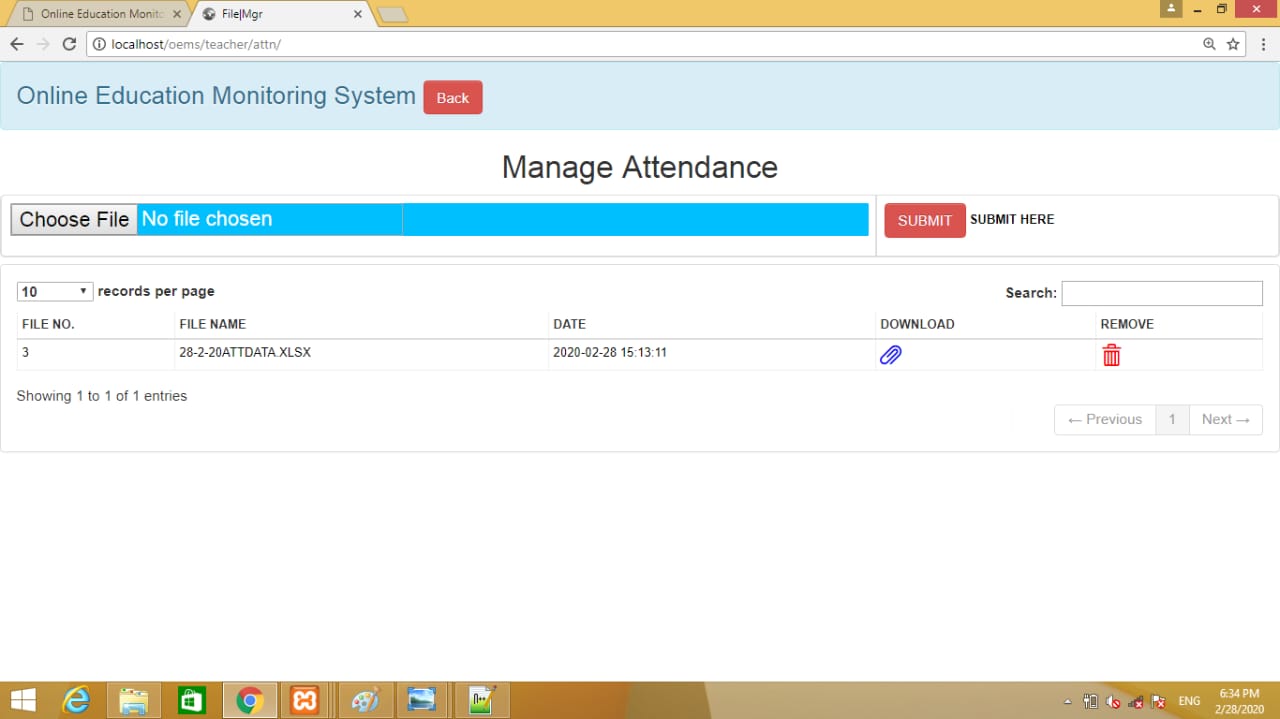 Online Education Monito
File|Mgr
localhost/oems/teacher/attn/
Online Education Monitoring System Back
Manage Attendance
Choose File No file chosen SUBMIT SUBMIT HERE
10 records per page Search:
FILE NO. FILE NAME DATE DOWNLOAD REMOVE
3 28-2-20ATTDATA.XLSX 2020-02-28 15:13:11
Showing 1 to 1 of 1 entries
← Previous 1 Next →
ENG 6:34 PM
2/28/2020